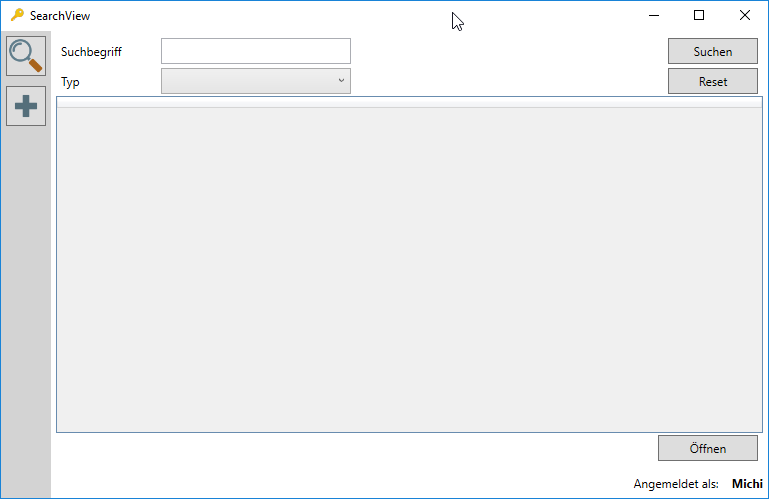 SearchView
Suchbegriff
Suchen
Typ
Reset
Öffnen
Angemeldet als: Michi